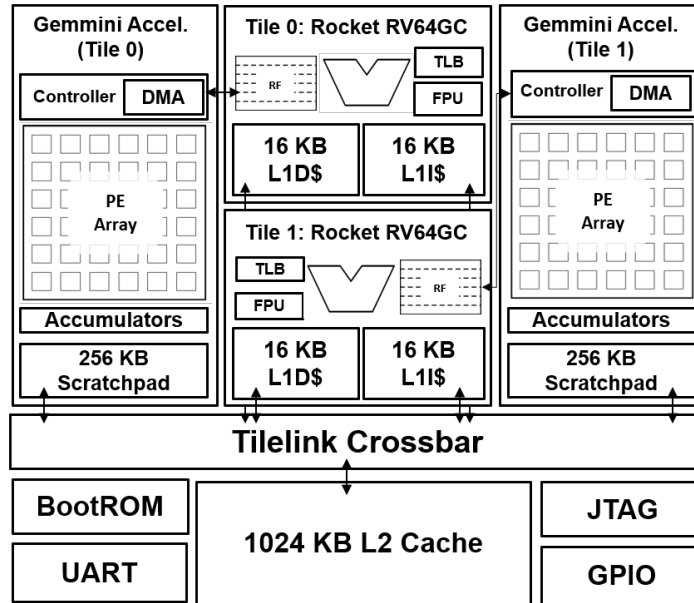 Gemmini Accel.
(Tile 0)
Controller
DMA
PE
Array
Accumulators
256 KB
Scratchpad
Tile 0: Rocket RV64GC
RF
TLB
FPU
16 KB
L1D$
16 KB
L1I$
Tile 1: Rocket RV64GC
TLB
FPU
RF
16 KB
L1D$
16 KB
L1I$
Gemmini Accel.
(Tile 1)
Controller
DMA
PE
Array
Accumulators
256 KB
Scratchpad
Tilelink Crossbar
BootROM
UART
1024 KB L2 Cache
JTAG
GPIO